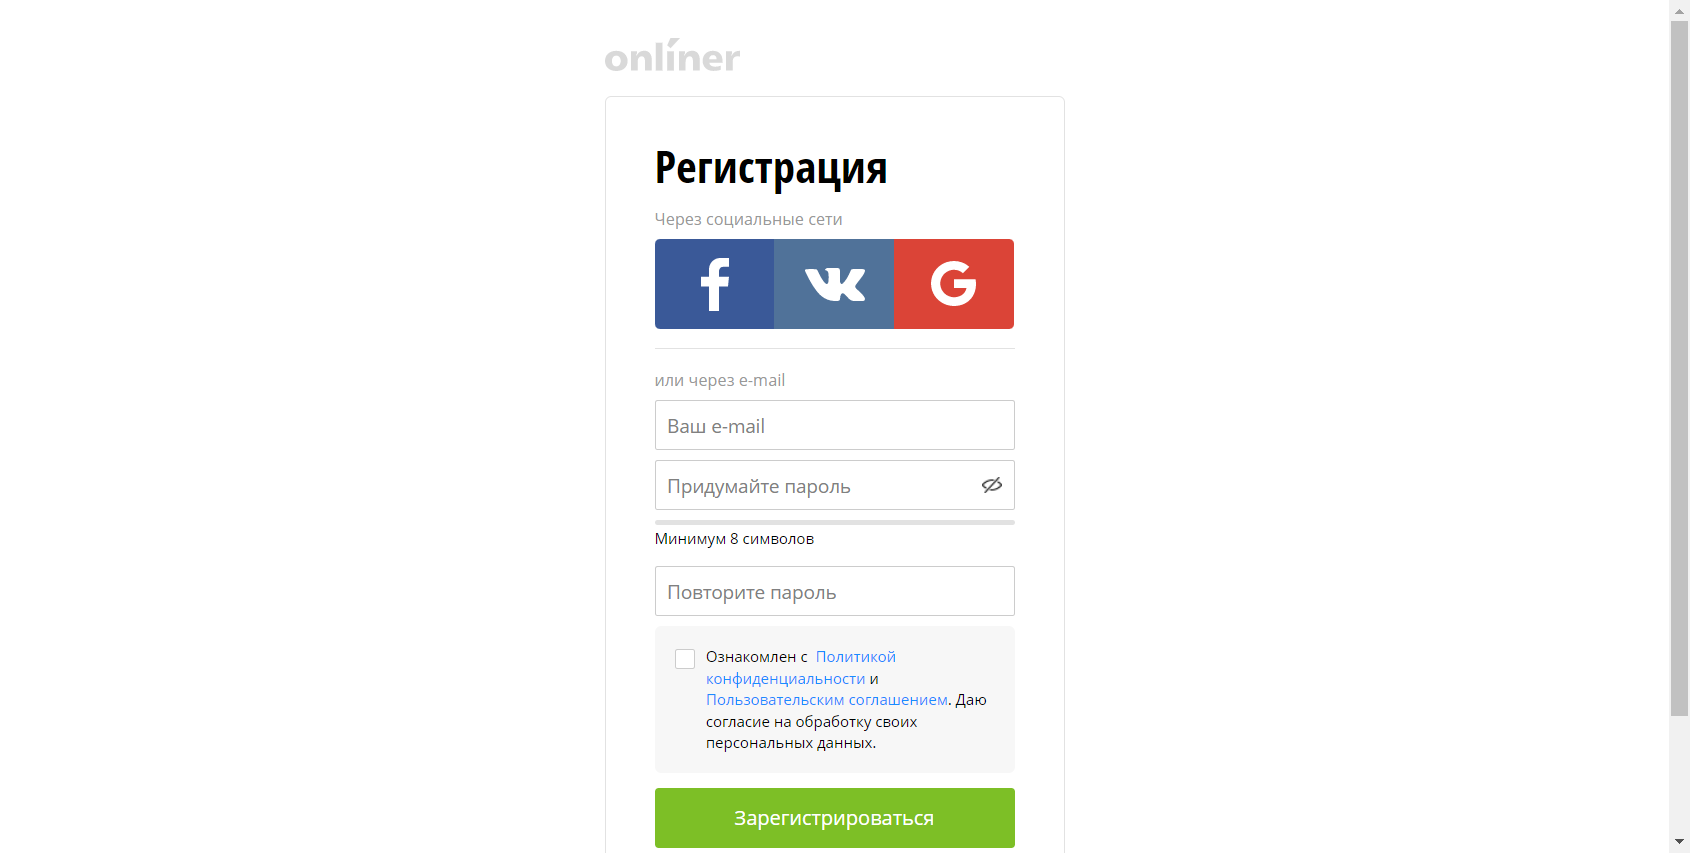 onlíner
Регистрация
Через социальные сети
или через e-mail
Ваш e-mail
Придумайте пароль
Минимум 8 символов
Повторите пароль
Ознакомлен с Политикой
конфиденциальности и
Пользовательским соглашением. Даю
согласие на обработку своих
персональных данных.
Зарегистрироваться